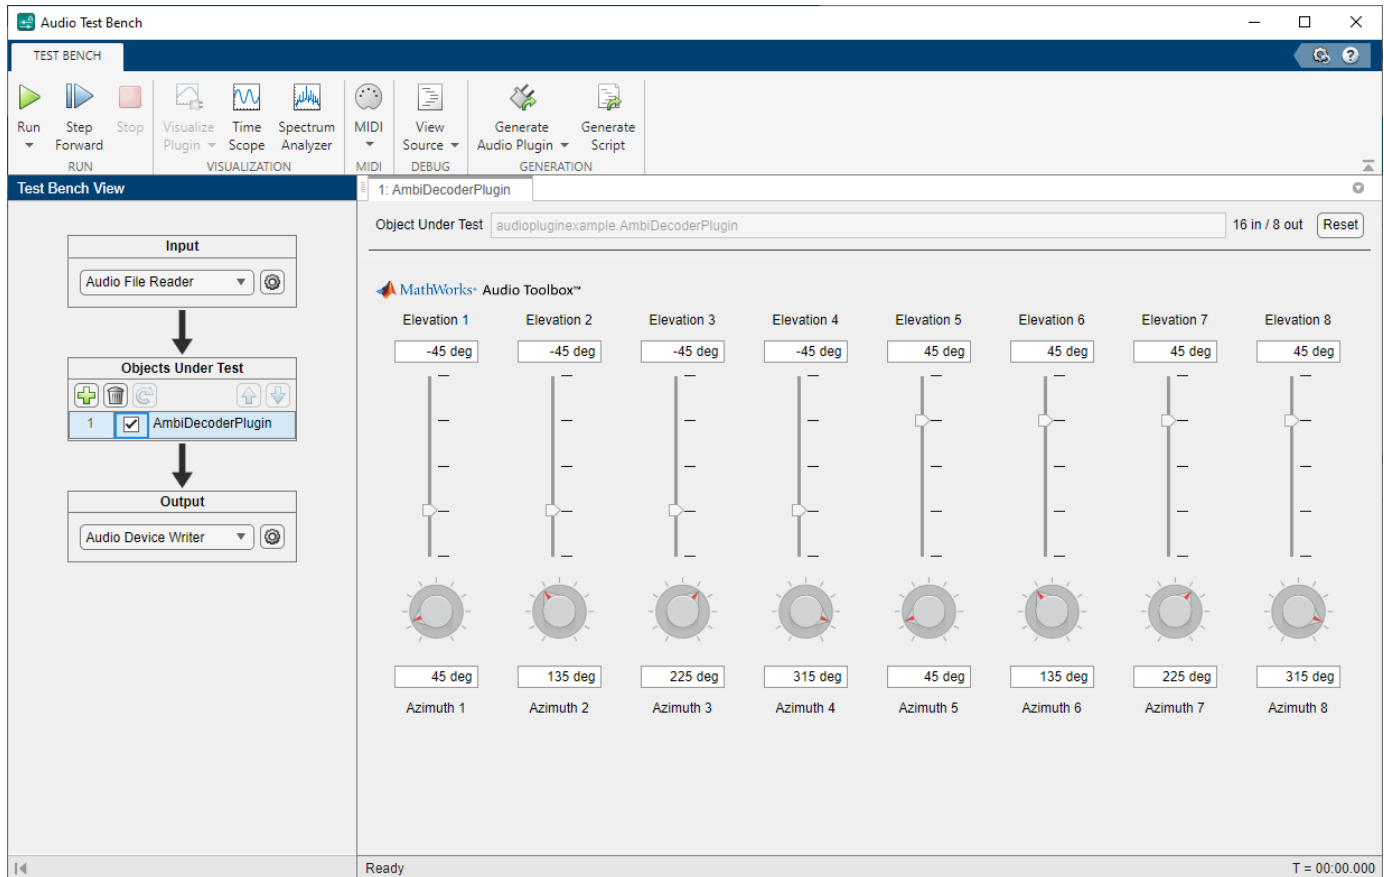 Audio Test Bench
TEST BENCH
Run
Step Forward
Stop
Visualize Plugin
Time Scope
Spectrum Analyzer
MIDI
View Source
Generate Audio Plugin
Generate Script
RUN
VISUALIZATION
MIDI
DEBUG
GENERATION
Test Bench View
Input
Audio File Reader
Objects Under Test
1 AmbiDecoderPlugin
Output
Audio Device Writer
1: AmbiDecoderPlugin
Object Under Test audiopluginexample.AmbiDecoderPlugin 16 in / 8 out Reset
MathWorks® Audio Toolbox™
Elevation 1 Elevation 2 Elevation 3 Elevation 4 Elevation 5 Elevation 6 Elevation 7 Elevation 8
-45 deg -45 deg -45 deg -45 deg 45 deg 45 deg 45 deg 45 deg
45 deg 135 deg 225 deg 315 deg 45 deg 135 deg 225 deg 315 deg
Azimuth 1 Azimuth 2 Azimuth 3 Azimuth 4 Azimuth 5 Azimuth 6 Azimuth 7 Azimuth 8
Ready T = 00:00.000